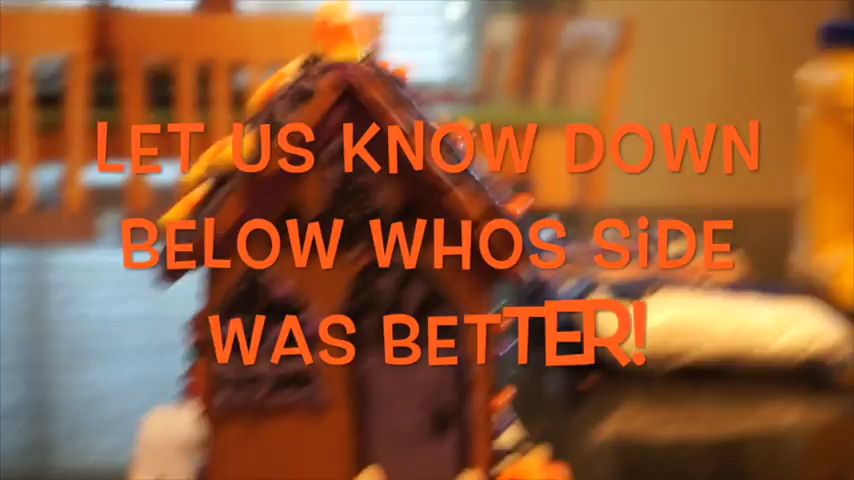 LET US KNOW DOWN
BELOW WHOS SiDE
WAS BETTER!